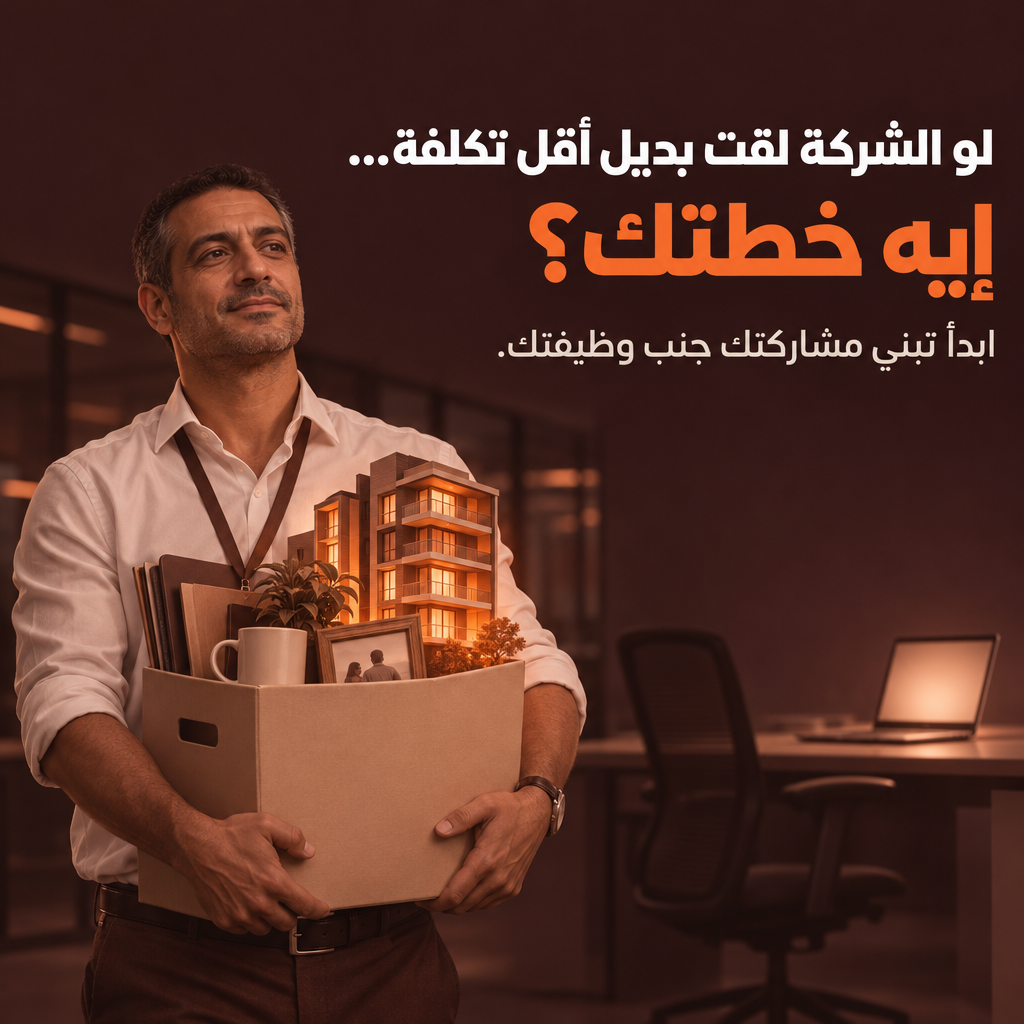 لو الشركة لقت بديل أقل تكلفة...
إيه خطتك؟
ابدأ تبني مشاركتك جنب وظيفتك.